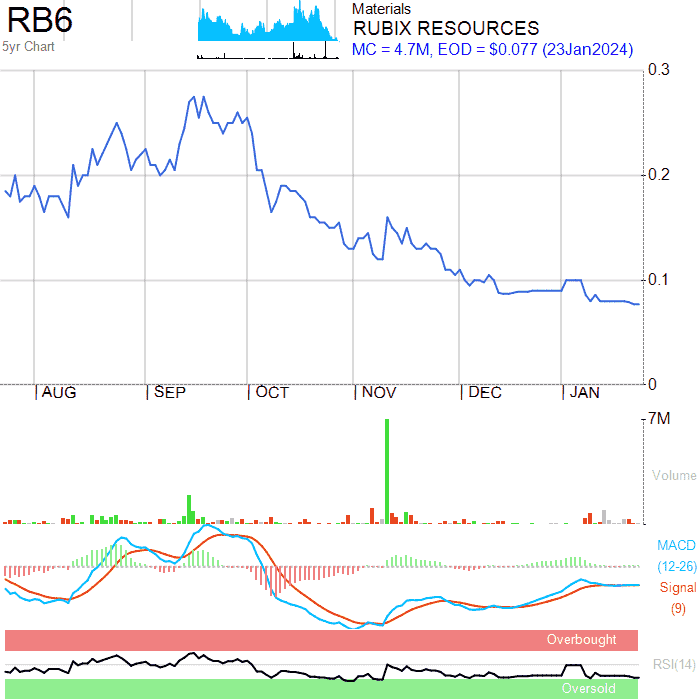 RB6
5yr Chart
Materials
RUBIX RESOURCES
MC = 4.7M, EOD = $0.077 (23Jan2024)
0.3
0.2
0.1
0
AUG SEP OCT NOV DEC JAN
7M
Volume
MACD
(12-26)
Signal
(9)
Overbought
RSI(14)
Oversold